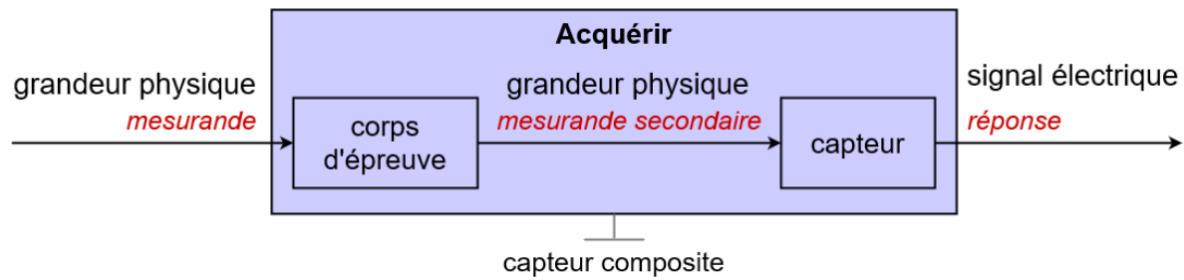 Acquérir
grandeur physique
mesurande
corps
d'épreuve
grandeur physique
mesurande secondaire
capteur
signal électrique
réponse
capteur composite